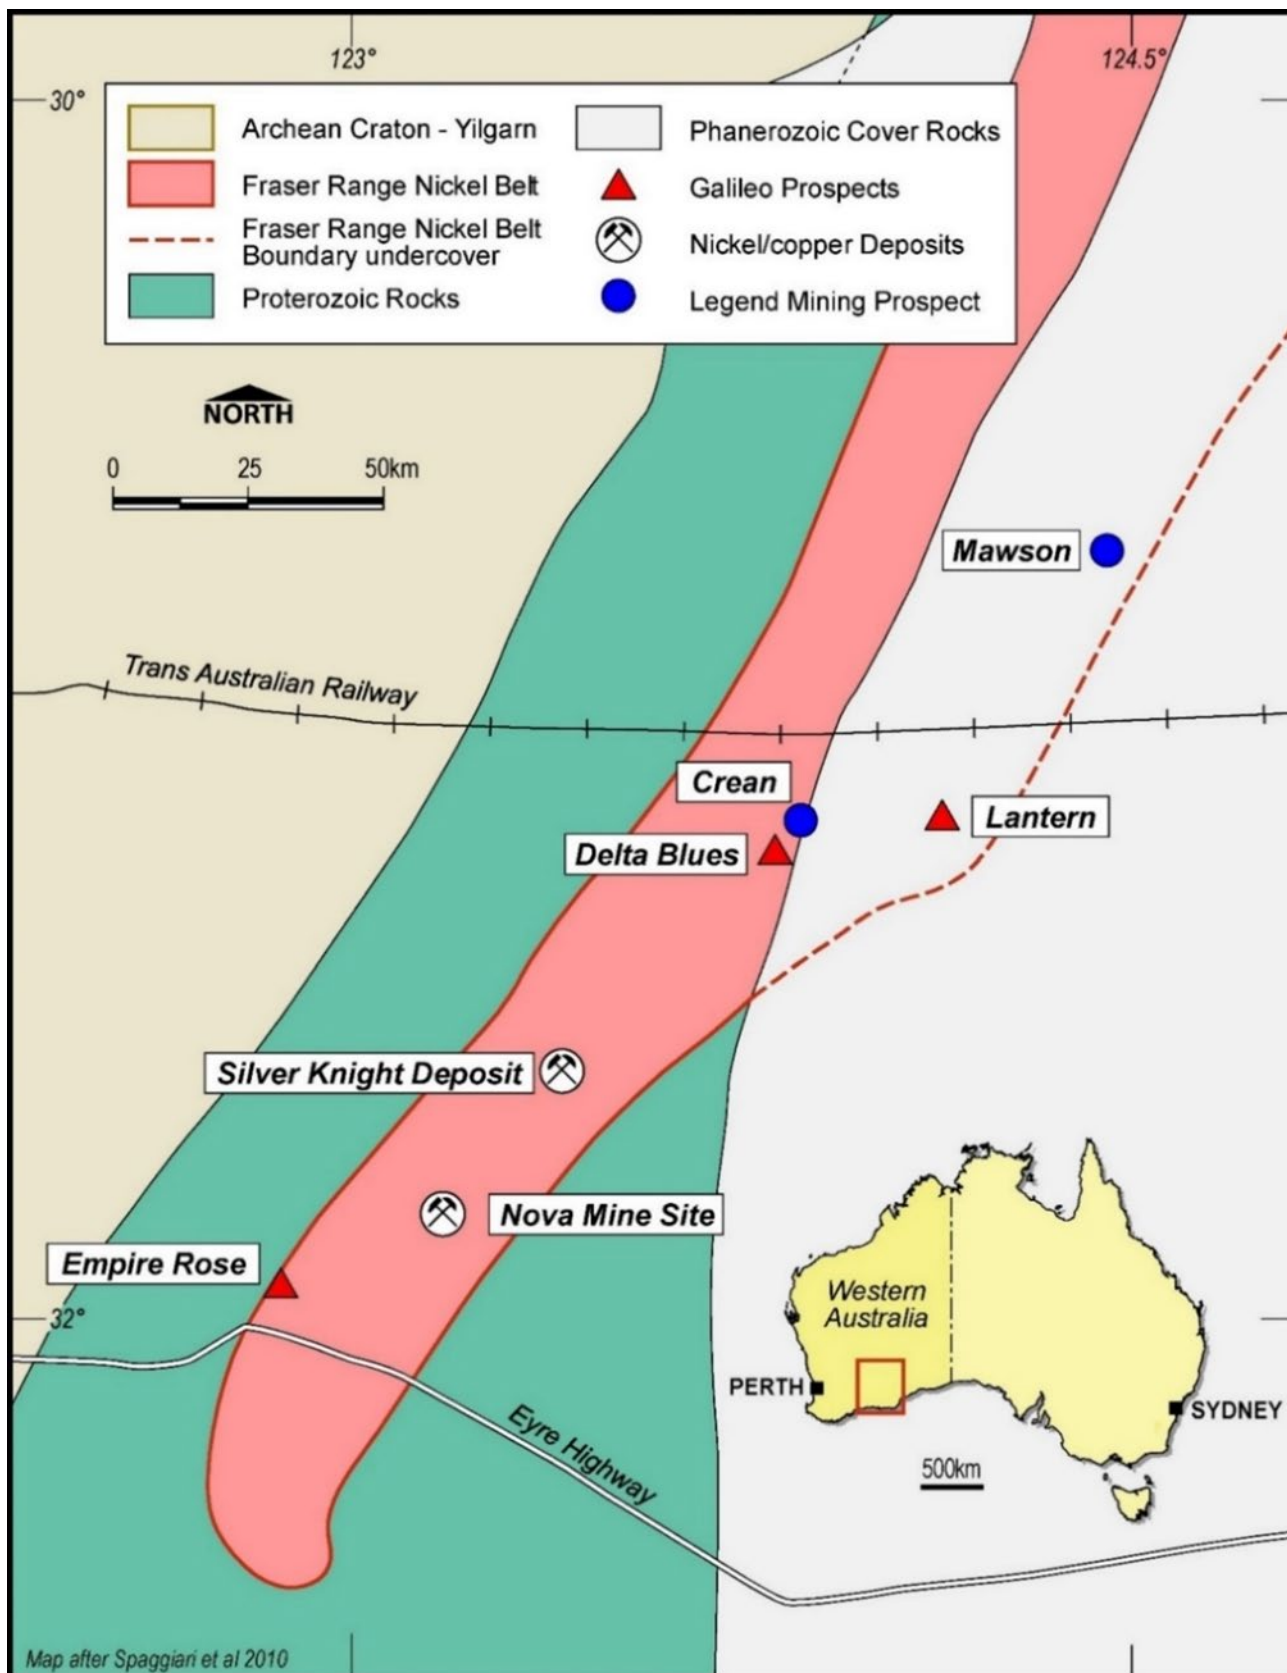 123°
124.5°
30°
Archean Craton - Yilgarn
Fraser Range Nickel Belt
Fraser Range Nickel Belt
Boundary undercover
Proterozoic Rocks
Phanerozoic Cover Rocks
Galileo Prospects
Nickel/copper Deposits
Legend Mining Prospect
NORTH
0 25 50km
Mawson
Trans Australian Railway
Crean
Lantern
Delta Blues
Silver Knight Deposit
Nova Mine Site
Empire Rose
32°
Eyre Highway
Western
Australia
PERTH
SYDNEY
500km
Map after Spaggiari et al 2010